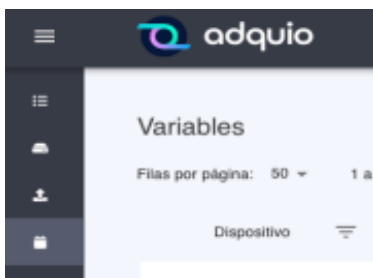 adquio
Variables
Filas por página: 50 1 a
Dispositivo